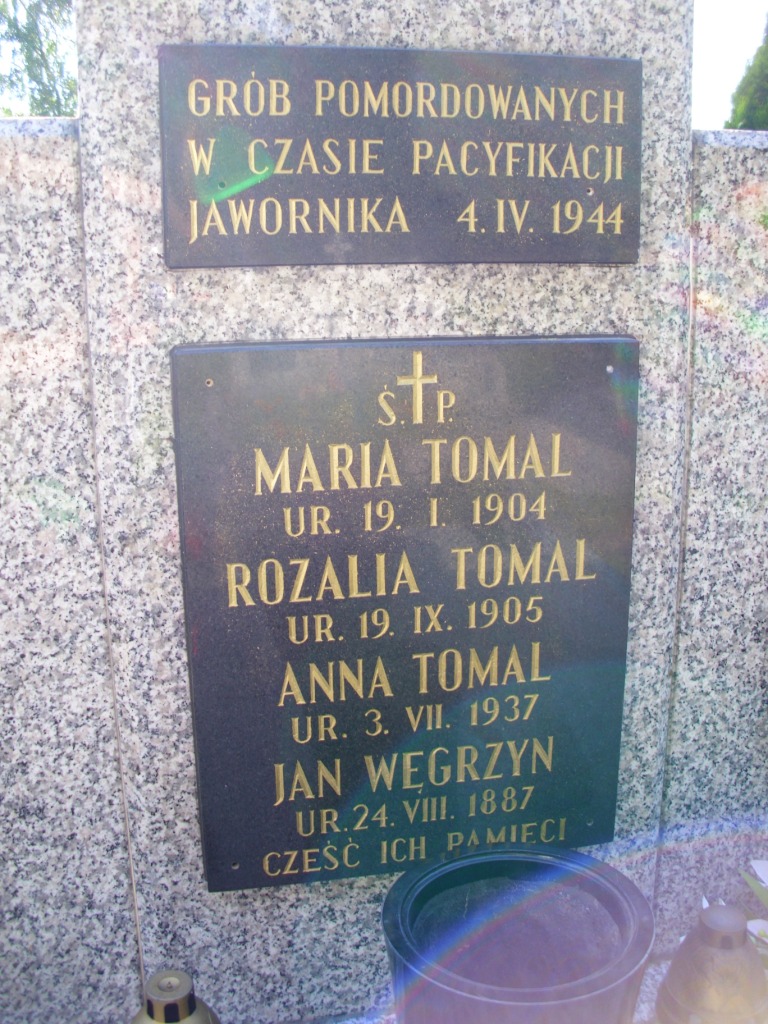 GRÓB POMORDOWANYCH
W CZASIE PACYFIKACJI
JAWORNIKA 4.IV.1944
Ś.P.
MARIA TOMAL
UR. 19. I. 1904
ROZALIA TOMAL
UR. 19. IX. 1905
ANNA TOMAL
UR. 3. VII. 1937
JAN WĘGRZYN
UR. 24. VIII. 1887
CZEŚĆ ICH PAMIĘCI